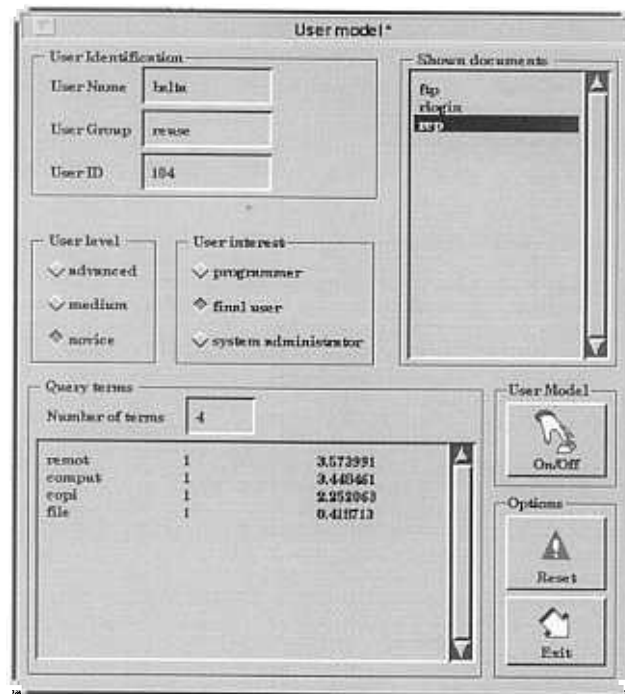 User model *
User Identification
User Name
User Group reuse
User ID 104
Shown documents
ftp
rlogin
rcp
User level
advanced
medium
novice
User interest
programmer
final user
system administrator
Query terms
Number of terms 4
remot 1 3.573991
comput 1 3.448461
copi 1 2.252063
file 1 0.418713
User Model
On/Off
Options
Reset
Exit